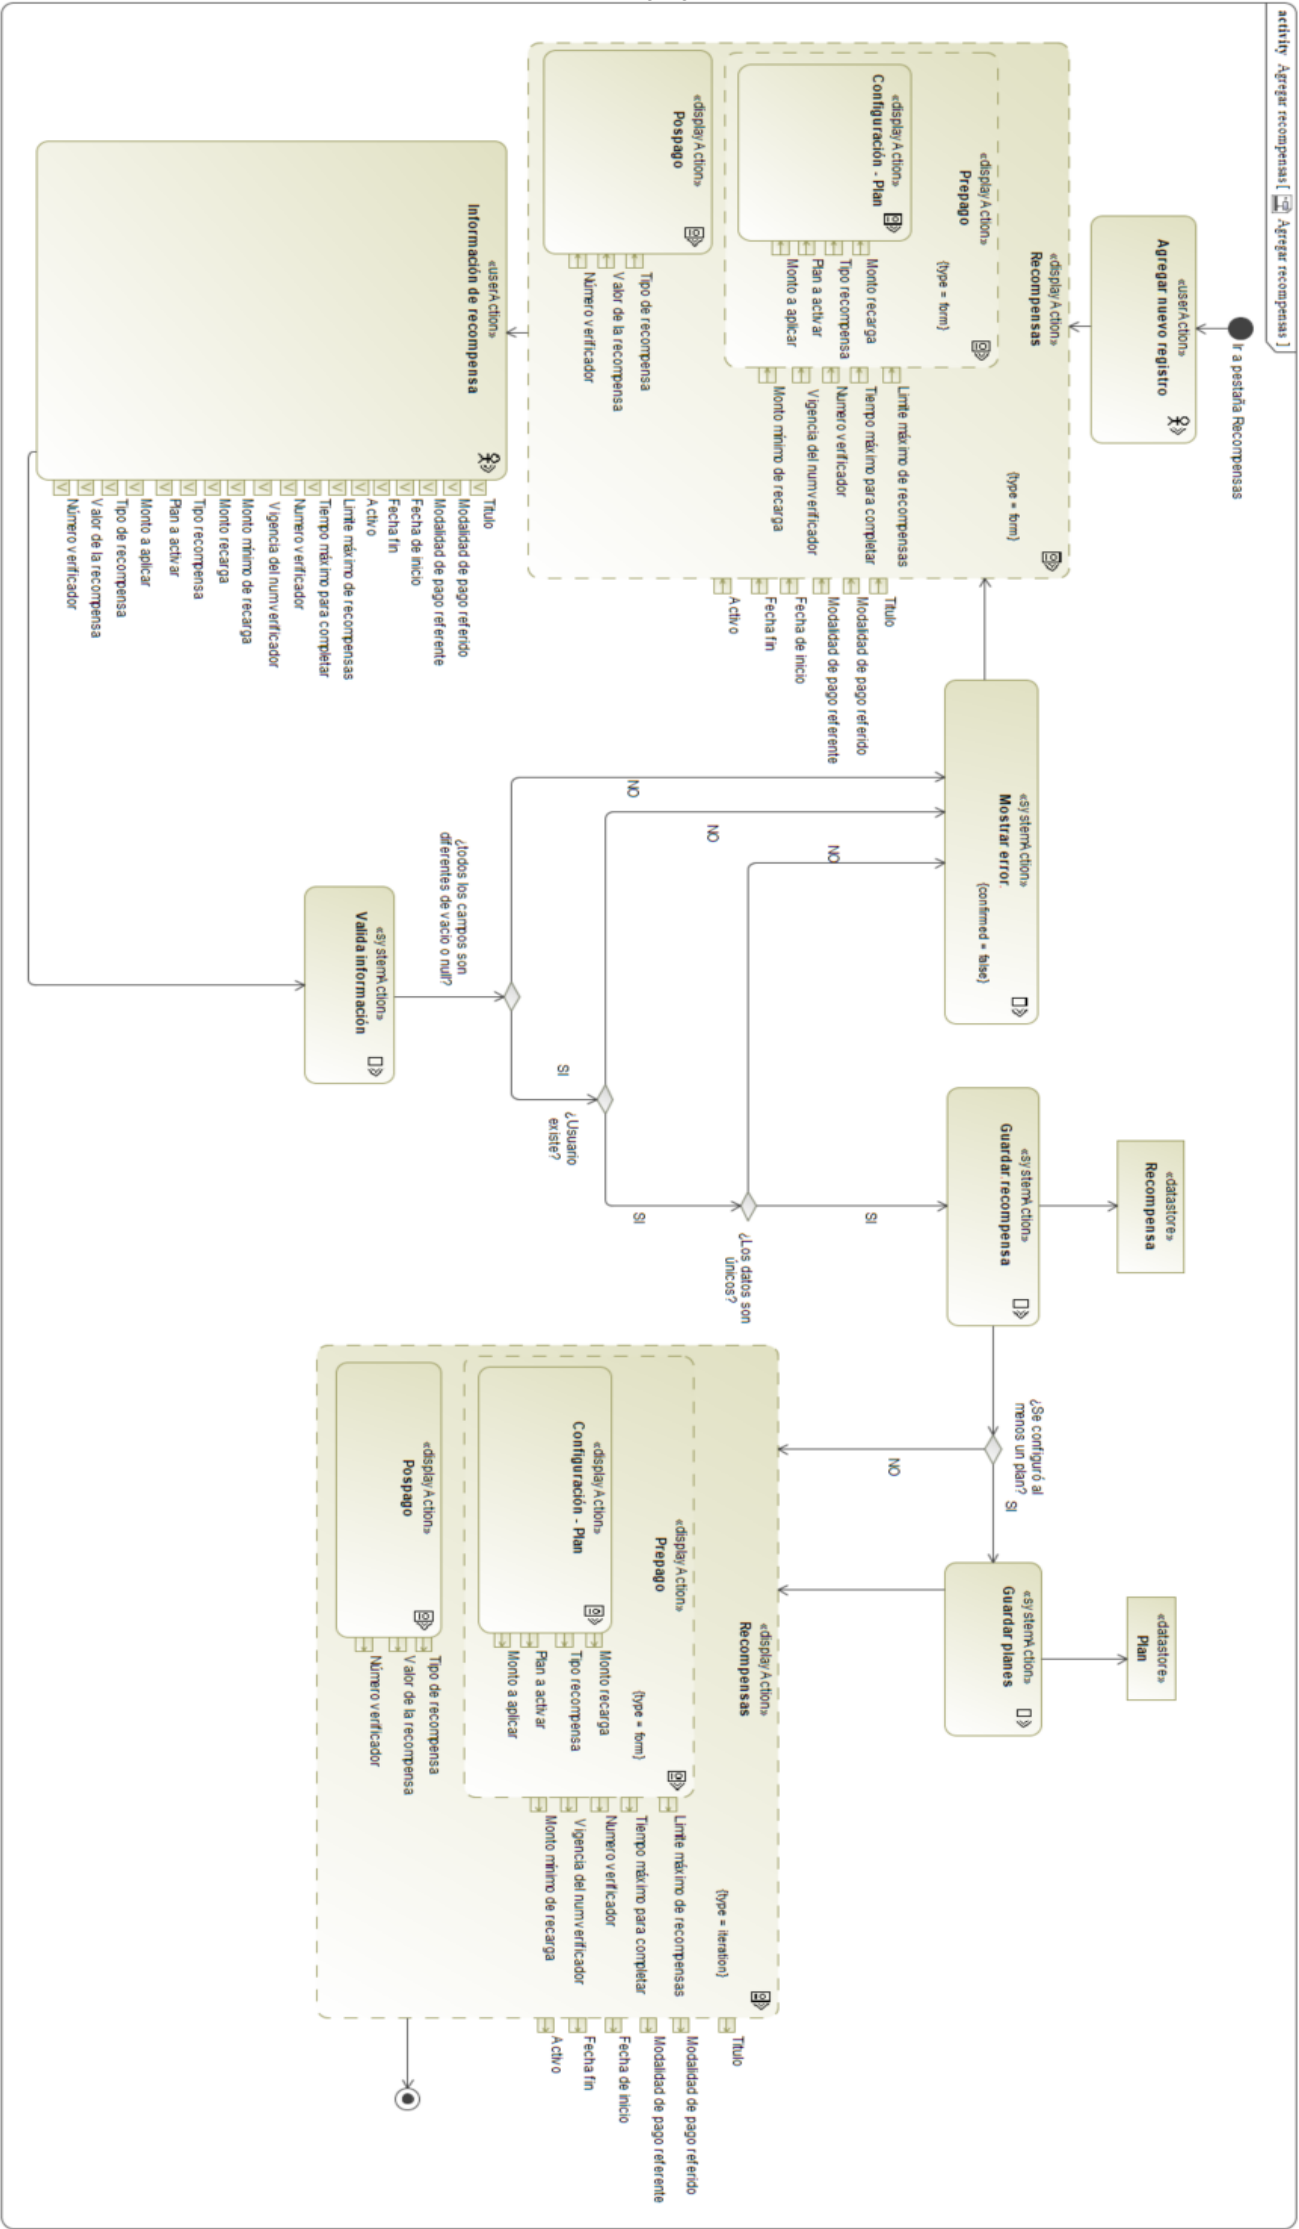 activity Agregar recompensas [ Agregar recompensas ]
Ir a pestaña Recompensas
«userAction»
Agregar nuevo registro
«displayAction»
Recompensas
{type = form}
«displayAction»
Prepago
{type = form}
«displayAction»
Configuración - Plan
Monto recarga
Tipo recompensa
Plan a activar
Monto a aplicar
Limite máximo de recompensas
Tiempo máximo para completar
Numero verificador
Vigencia del numverificador
Monto mínimo de recarga
«displayAction»
Pospago
Tipo de recompensa
Valor de la recompensa
Número verificador
Título
Modalidad de pago referido
Modalidad de pago referente
Fecha de inicio
Fecha fin
Activo
«userAction»
Información de recompensa
Título
Modalidad de pago referido
Modalidad de pago referente
Fecha de inicio
Fecha fin
Activo
Limite máximo de recompensas
Tiempo máximo para completar
Numero verificador
Vigencia del numverificador
Monto mínimo de recarga
Monto recarga
Tipo recompensa
Plan a activar
Monto a aplicar
Tipo de recompensa
Valor de la recompensa
Número verificador
«systemAction»
Mostrar error.
{confirmed = false}
NO
NO
NO
«systemAction»
Valida información
¿todos los campos son
diferentes de vacio o null?
SI
¿Usuario
existe?
SI
¿Los datos son
únicos?
SI
«systemAction»
Guardar recompensa
«datastore»
Recompensa
¿Se configuró al
menos un plan?
NO
SI
«systemAction»
Guardar planes
«datastore»
Plan
«displayAction»
Recompensas
{type = iteration}
«displayAction»
Prepago
{type = form}
«displayAction»
Configuración - Plan
Monto recarga
Tipo recompensa
Plan a activar
Monto a aplicar
Limite máximo de recompensas
Tiempo máximo para completar
Numero verificador
Vigencia del numverificador
Monto mínimo de recarga
«displayAction»
Pospago
Tipo de recompensa
Valor de la recompensa
Número verificador
Título
Modalidad de pago referido
Modalidad de pago referente
Fecha de inicio
Fecha fin
Activo